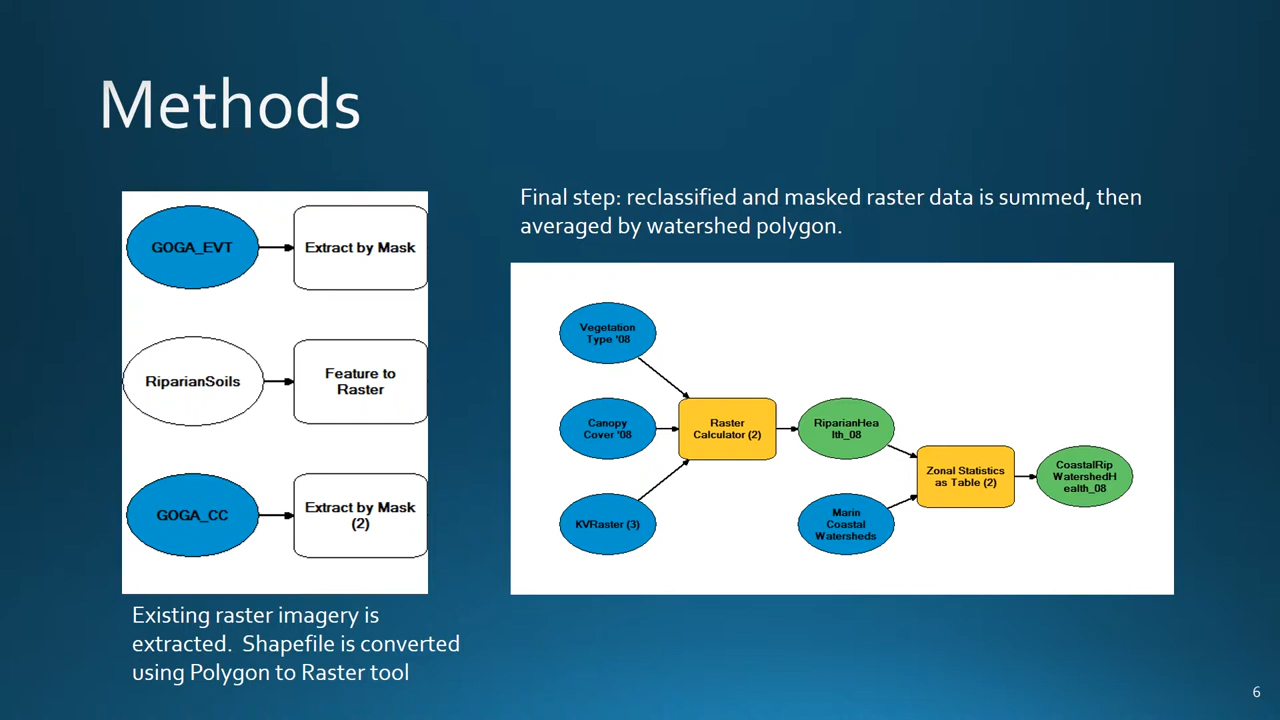 Methods
GOGA_EVT
Extract by Mask
RiparianSoils
Feature to
Raster
GOGA_CC
Extract by Mask
(2)
Existing raster imagery is
extracted.  Shapefile is converted
using Polygon to Raster tool
Final step: reclassified and masked raster data is summed, then
averaged by watershed polygon.
Vegetation
Type '08
Canopy
Cover '08
KVRaster (3)
Raster
Calculator (2)
RiparianHea
lth_08
Marin
Coastal
Watersheds
Zonal Statistics
as Table (2)
CoastalRip
WatershedH
ealth_08
6